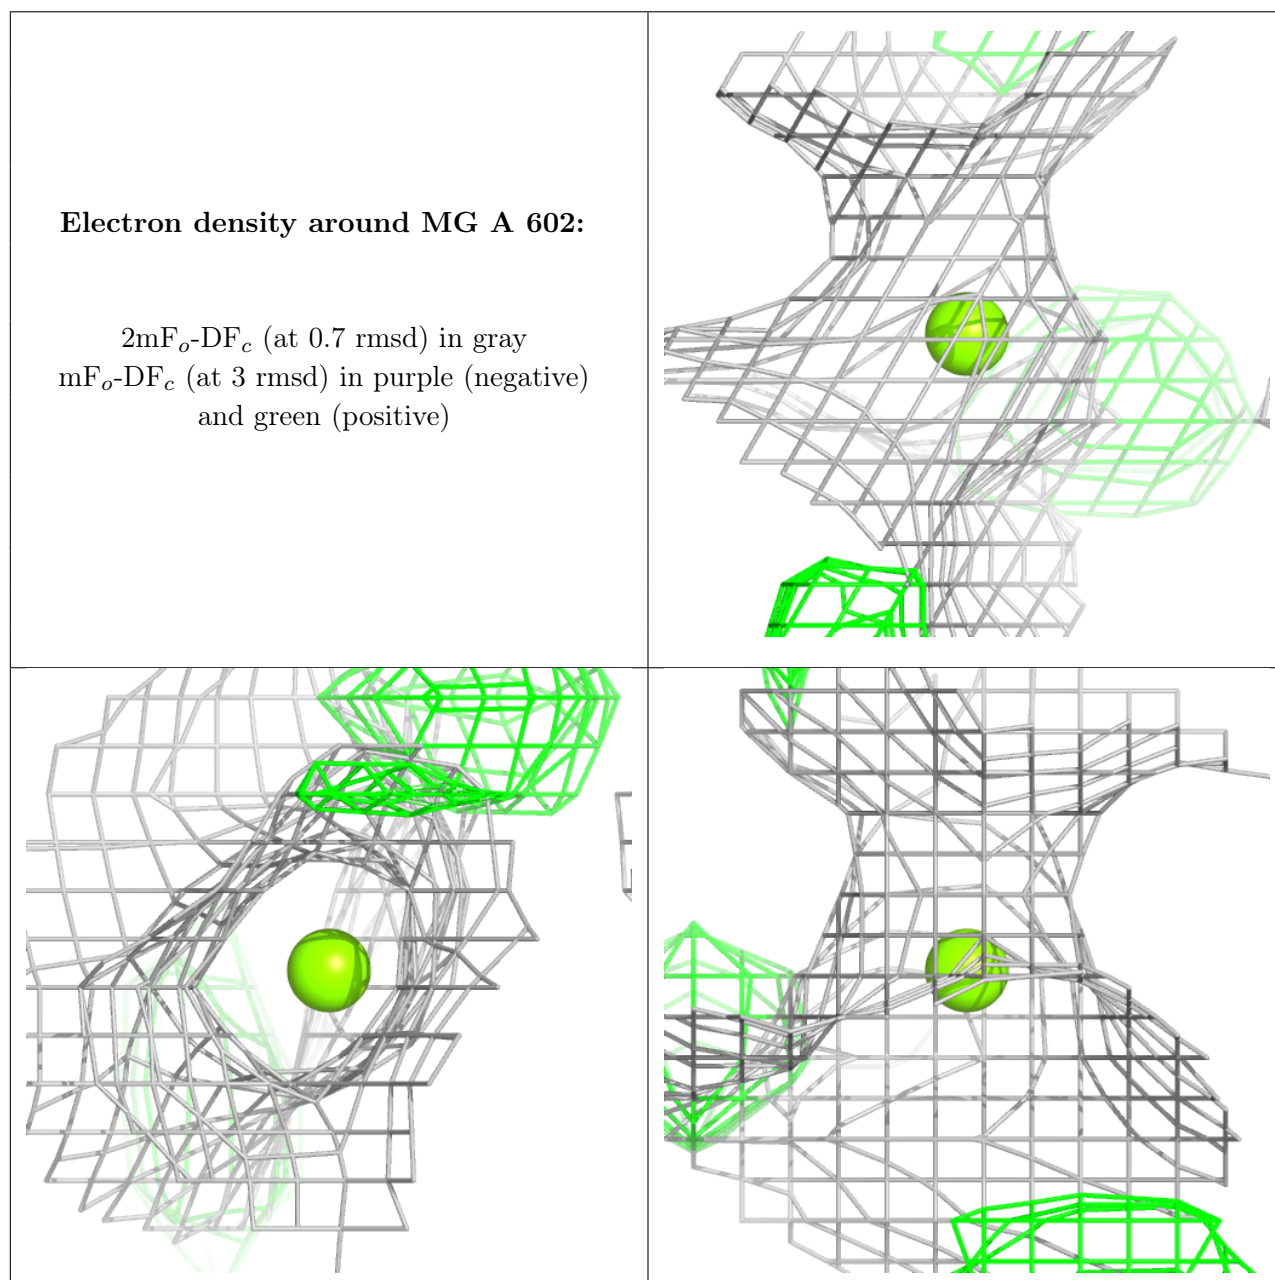 Electron density around MG A 602:
2mFo-DFc (at 0.7 rmsd) in gray
mFo-DFc (at 3 rmsd) in purple (negative)
and green (positive)